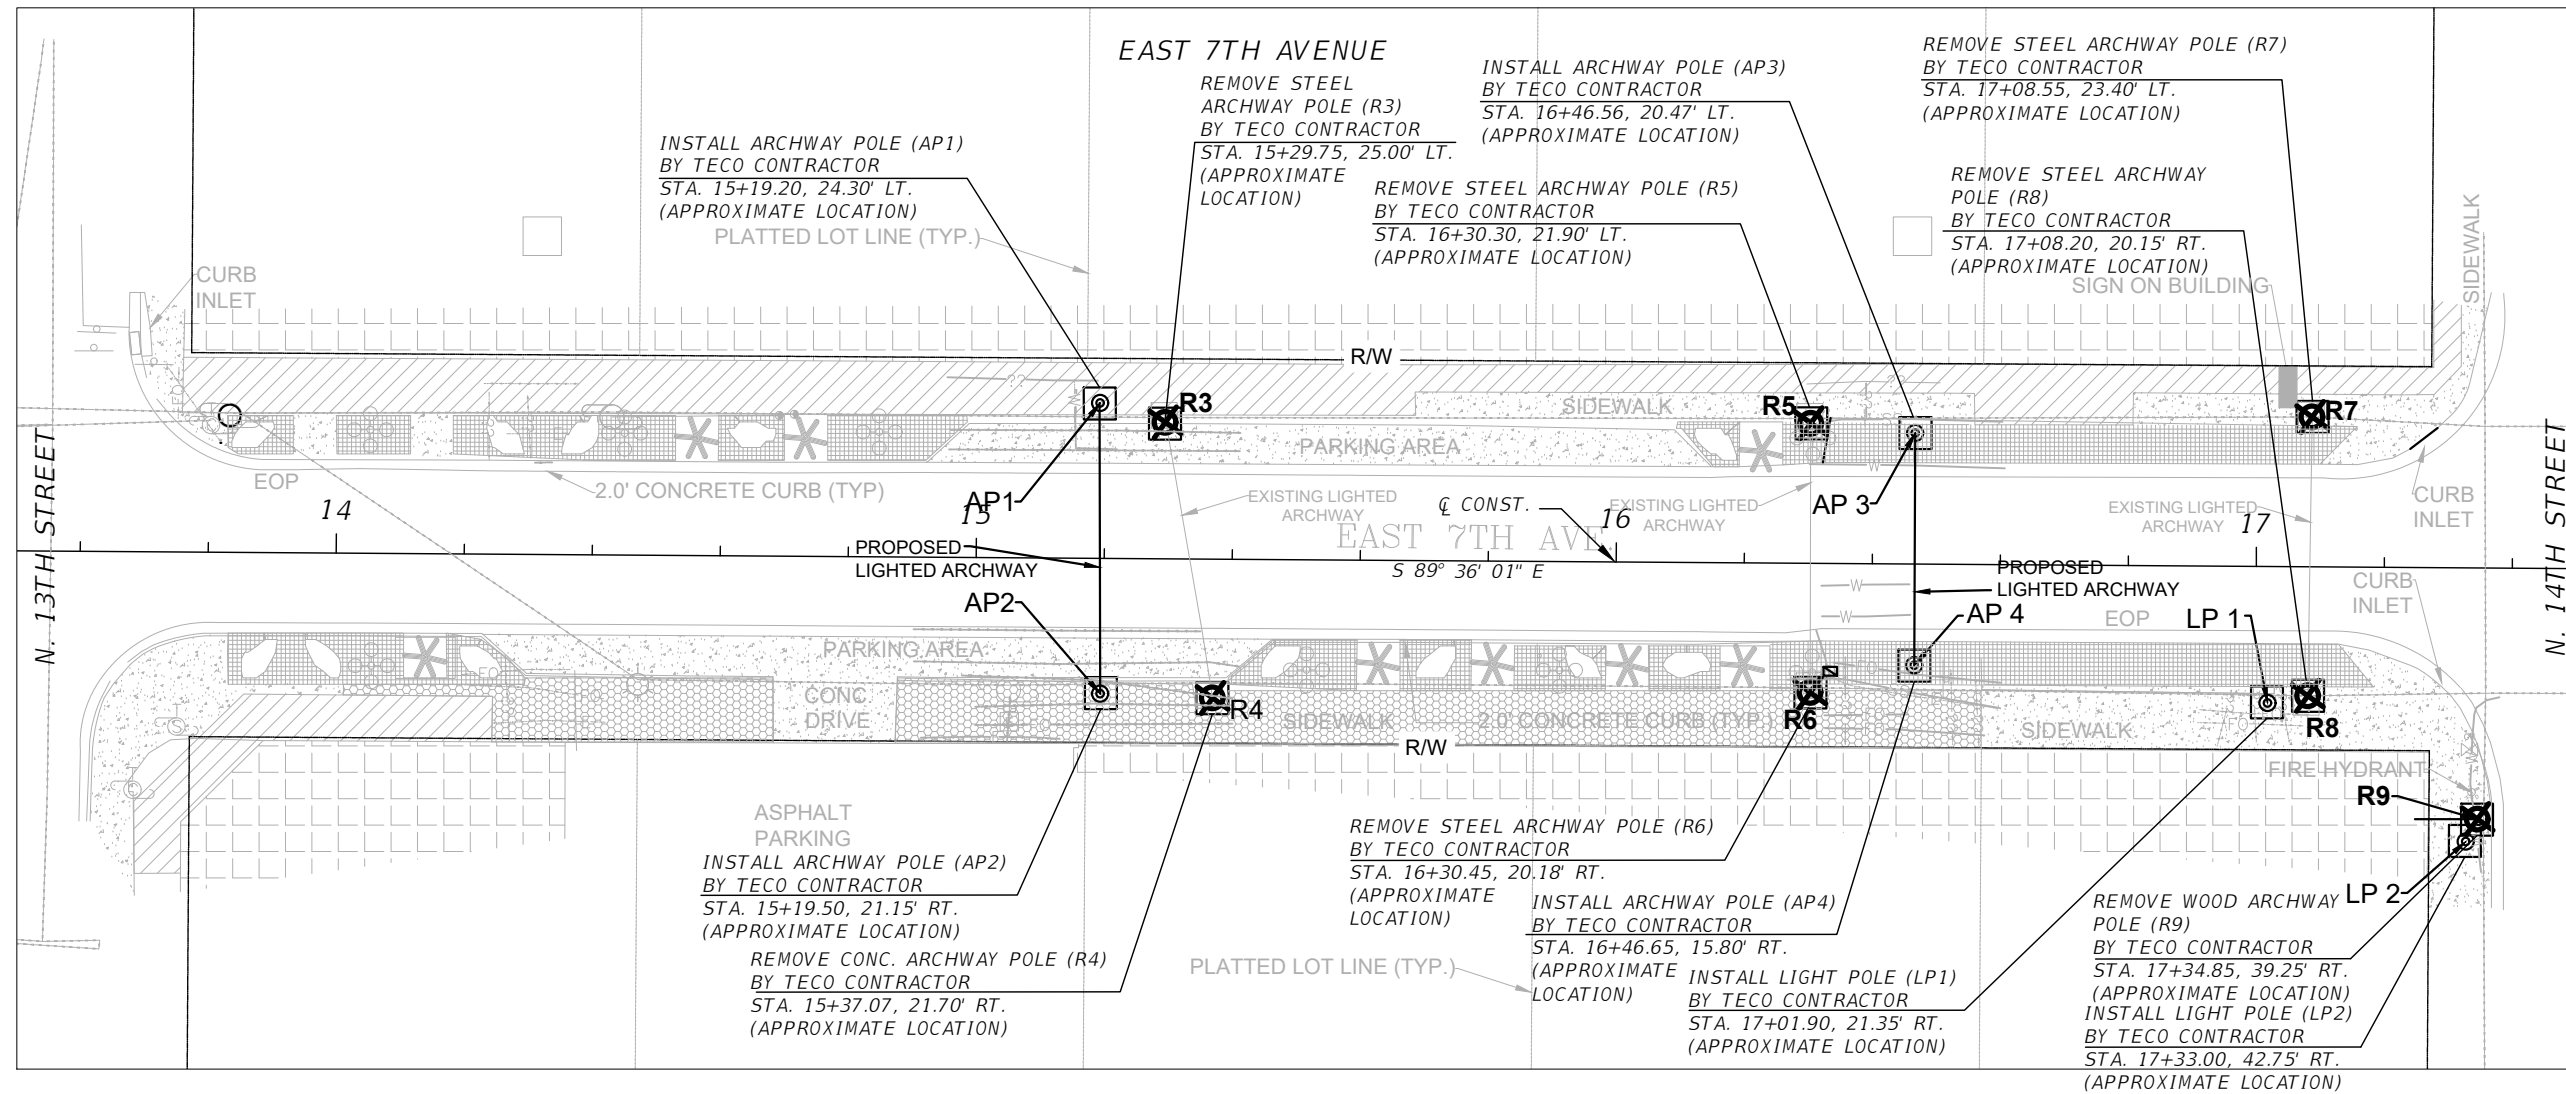 EAST 7TH AVENUE
REMOVE STEEL
ARCHWAY POLE (R3)
BY TECO CONTRACTOR
STA. 15+29.75, 25.00' LT.
(APPROXIMATE
LOCATION)
INSTALL ARCHWAY POLE (AP3)
BY TECO CONTRACTOR
STA. 16+46.56, 20.47' LT.
(APPROXIMATE LOCATION)
REMOVE STEEL ARCHWAY POLE (R7)
BY TECO CONTRACTOR
STA. 17+08.55, 23.40' LT.
(APPROXIMATE LOCATION)
INSTALL ARCHWAY POLE (AP1)
BY TECO CONTRACTOR
STA. 15+19.20, 24.30' LT.
(APPROXIMATE LOCATION)
PLATTED LOT LINE (TYP.)
REMOVE STEEL ARCHWAY POLE (R5)
BY TECO CONTRACTOR
STA. 16+30.30, 21.90' LT.
(APPROXIMATE LOCATION)
REMOVE STEEL ARCHWAY
POLE (R8)
BY TECO CONTRACTOR
STA. 17+08.20, 20.15' RT.
(APPROXIMATE LOCATION)
SIGN ON BUILDING
SIDEWALK
CURB
INLET
R/W
??
??
R3
R5
R7
SIDEWALK
PARKING AREA
W
EOP
2.0' CONCRETE CURB (TYP)
14
AP1
15
EXISTING LIGHTED
ARCHWAY
℄ CONST.
16
EXISTING LIGHTED
ARCHWAY
AP 3
EXISTING LIGHTED
ARCHWAY
17
CURB
INLET
N. 13TH STREET
N. 14TH STREET
EAST 7TH AVE.
PROPOSED
LIGHTED ARCHWAY
S 89° 36' 01" E
PROPOSED
LIGHTED ARCHWAY
W
W
CURB
INLET
AP2
AP 4
EOP
LP 1
PARKING AREA
CONC
DRIVE
R4
SIDEWALK
2.0' CONCRETE CURB (TYP.)
R6
SIDEWALK
R8
R/W
FIRE HYDRANT
R9
ASPHALT
PARKING
INSTALL ARCHWAY POLE (AP2)
BY TECO CONTRACTOR
STA. 15+19.50, 21.15' RT.
(APPROXIMATE LOCATION)
REMOVE CONC. ARCHWAY POLE (R4)
BY TECO CONTRACTOR
STA. 15+37.07, 21.70' RT.
(APPROXIMATE LOCATION)
REMOVE STEEL ARCHWAY POLE (R6)
BY TECO CONTRACTOR
STA. 16+30.45, 20.18' RT.
(APPROXIMATE
LOCATION)
INSTALL ARCHWAY POLE (AP4)
BY TECO CONTRACTOR
STA. 16+46.65, 15.80' RT.
(APPROXIMATE
LOCATION)
PLATTED LOT LINE (TYP.)
INSTALL LIGHT POLE (LP1)
BY TECO CONTRACTOR
STA. 17+01.90, 21.35' RT.
(APPROXIMATE LOCATION)
LP 2
REMOVE WOOD ARCHWAY
POLE (R9)
BY TECO CONTRACTOR
STA. 17+34.85, 39.25' RT.
(APPROXIMATE LOCATION)
INSTALL LIGHT POLE (LP2)
BY TECO CONTRACTOR
STA. 17+33.00, 42.75' RT.
(APPROXIMATE LOCATION)